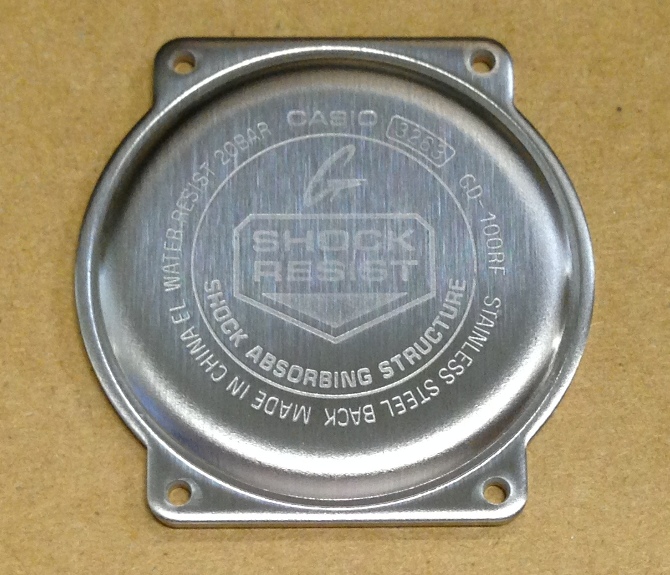 CASIO 3263
GD-100RF STAINLESS STEEL BACK MADE IN CHINA EL WATER RESIST 20BAR
G
SHOCK
RESIST
SHOCK ABSORBING STRUCTURE